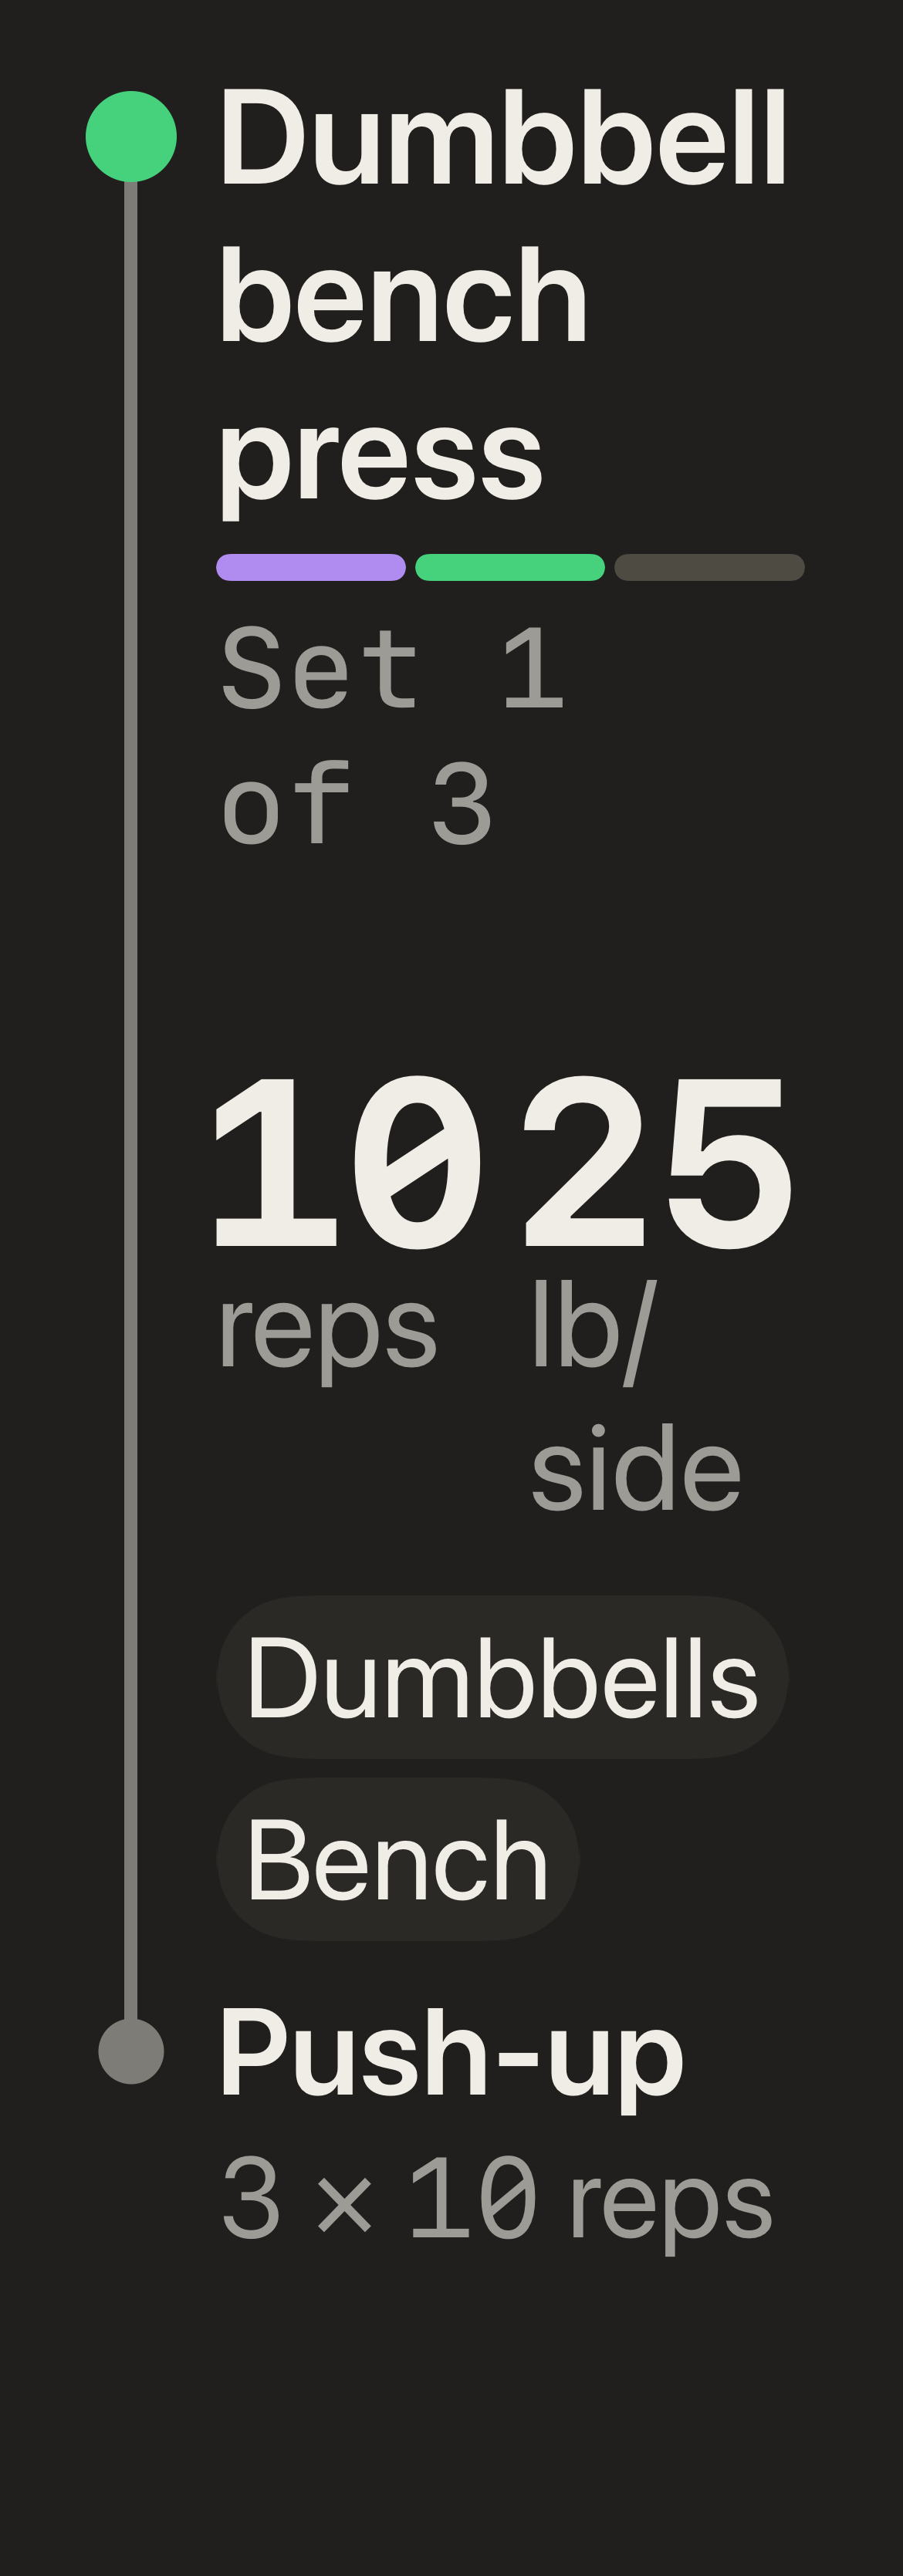 Dumbbell
bench
press
Set 1
of 3
10 25
reps lb/
side
Dumbbells
Bench
Push-up
3 × 10 reps